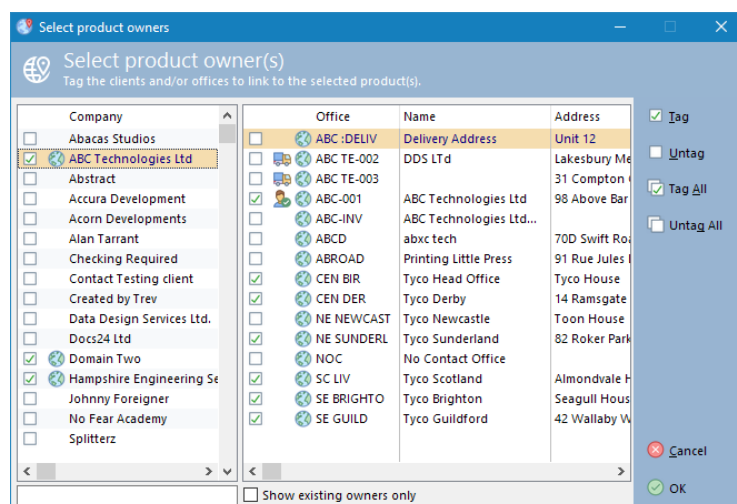 Select product owners
Select product owner(s)
Tag the clients and/or offices to link to the selected product(s).
Company
Abacas Studios
ABC Technologies Ltd
Abstract
Accura Development
Acorn Developments
Alan Tarrant
Checking Required
Contact Testing client
Created by Trev
Data Design Services Ltd.
Docs24 Ltd
Domain Two
Hampshire Engineering Se
Johnny Foreigner
No Fear Academy
Splitterz
Office Name Address
ABC :DELIV Delivery Address Unit 12
ABC TE-002 DDS LTd Lakesbury Me
ABC TE-003 31 Compton
ABC-001 ABC Technologies Ltd 98 Above Bar
ABC-INV ABC Technologies Ltd...
ABCD abxc tech 70D Swift Roa
ABROAD Printing Little Press 91 Rue Jules
CEN BIR Tyco Head Office Tyco House
CEN DER Tyco Derby 14 Ramsgate
NE NEWCAST Tyco Newcastle Toon House
NE SUNDERL Tyco Sunderland 82 Roker Park
NOC No Contact Office
SC LIV Tyco Scotland Almondvale H
SE BRIGHTO Tyco Brighton Seagull Hous
SE GUILD Tyco Guildford 42 Wallaby W
Show existing owners only
Tag
Untag
Tag All
Untag All
Cancel
OK